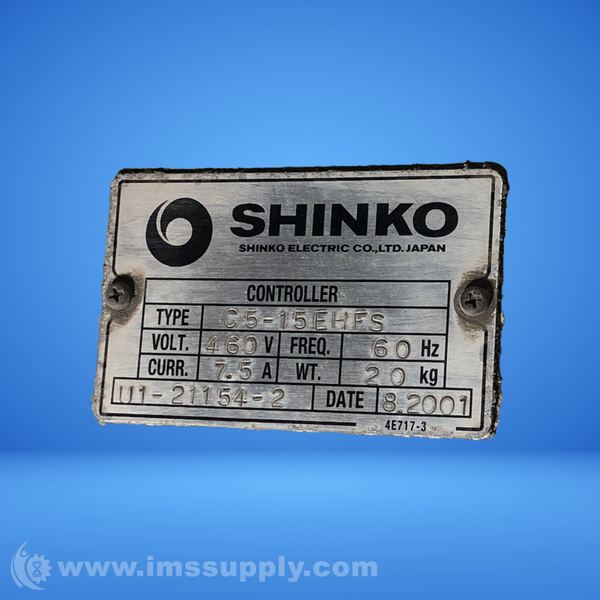 SHINKO
SHINKO ELECTRIC CO.,LTD. JAPAN
CONTROLLER
TYPE C5-15EHFS
VOLT. 460 V FREQ. 60 Hz
CURR. 7.5 A WT. 20 kg
U1-21154-2 DATE 8.2001
4E717-3
www.imssupply.com